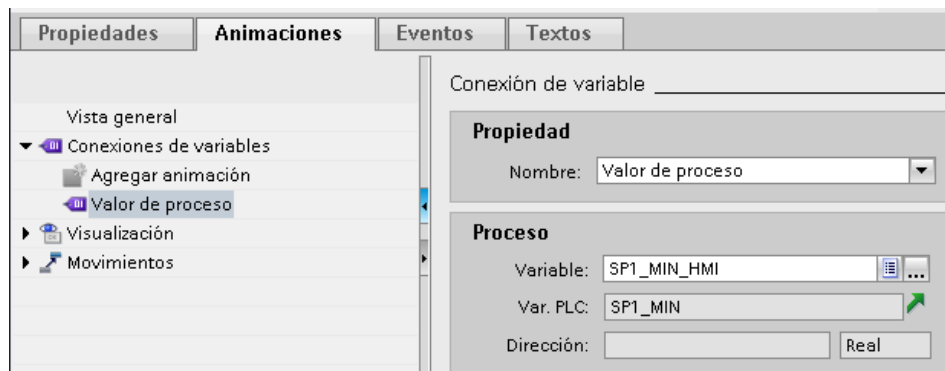 Propiedades Animaciones Eventos Textos
Conexión de variable
Vista general
Conexiones de variables
Agregar animación
Valor de proceso
Visualización
Movimientos
Propiedad
Nombre: Valor de proceso
Proceso
Variable: SP1_MIN_HMI ...
Var. PLC: SP1_MIN
Dirección: Real